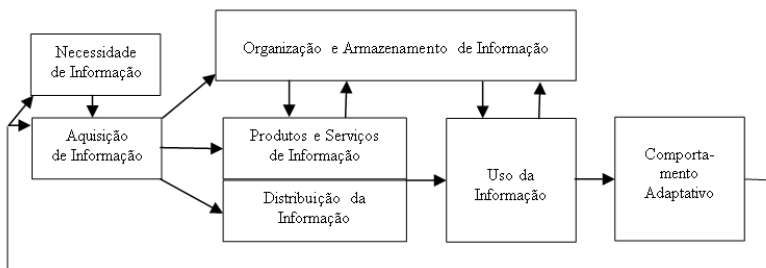 Necessidade
de Informação
Organização e Armazenamento de Informação
Aquisição
de Informação
Produtos e Serviços
de Informação
Distribuição da
Informação
Uso da
Informação
Comporta-
mento
Adaptativo